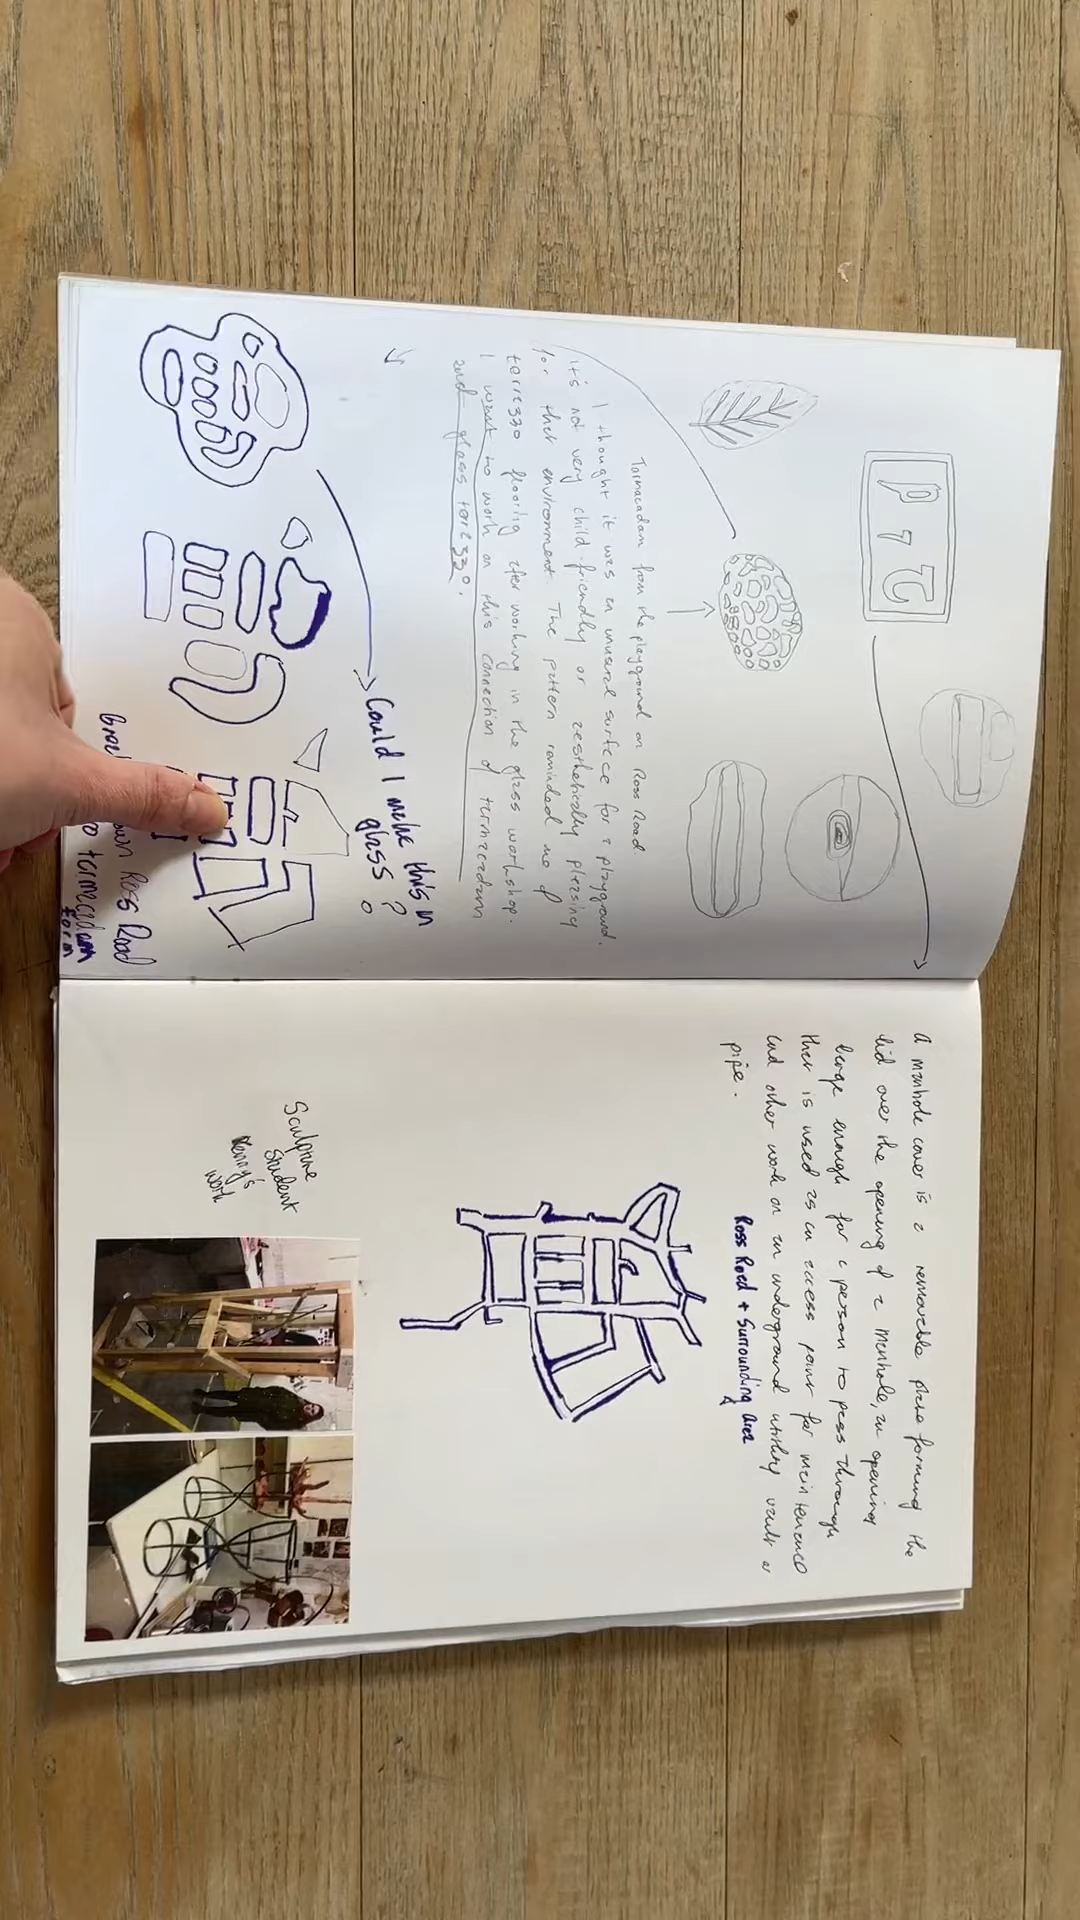 P,T
Tarmacadam from the playground on Ross Road
I thought it was an unusual surface for a playground.
it's not very child-friendly or aesthetically pleasing
for that environment. The pattern reminded me of
terrazzo flooring after working in the glass workshop.
I want to work on this connection of tarmacadam
and glass terrazzo.
Could I make this in
glass?
down Ross Road
to tarmacadam
form
A manhole cover is a removable plate forming the
lid over the opening of a manhole, an opening
large enough for a person to pass through
that is used as an access point for maintenance
and other work on an underground utility vault or
pipe.
Ross Road + Surrounding area
Sculpture
Student
Jenny's
work